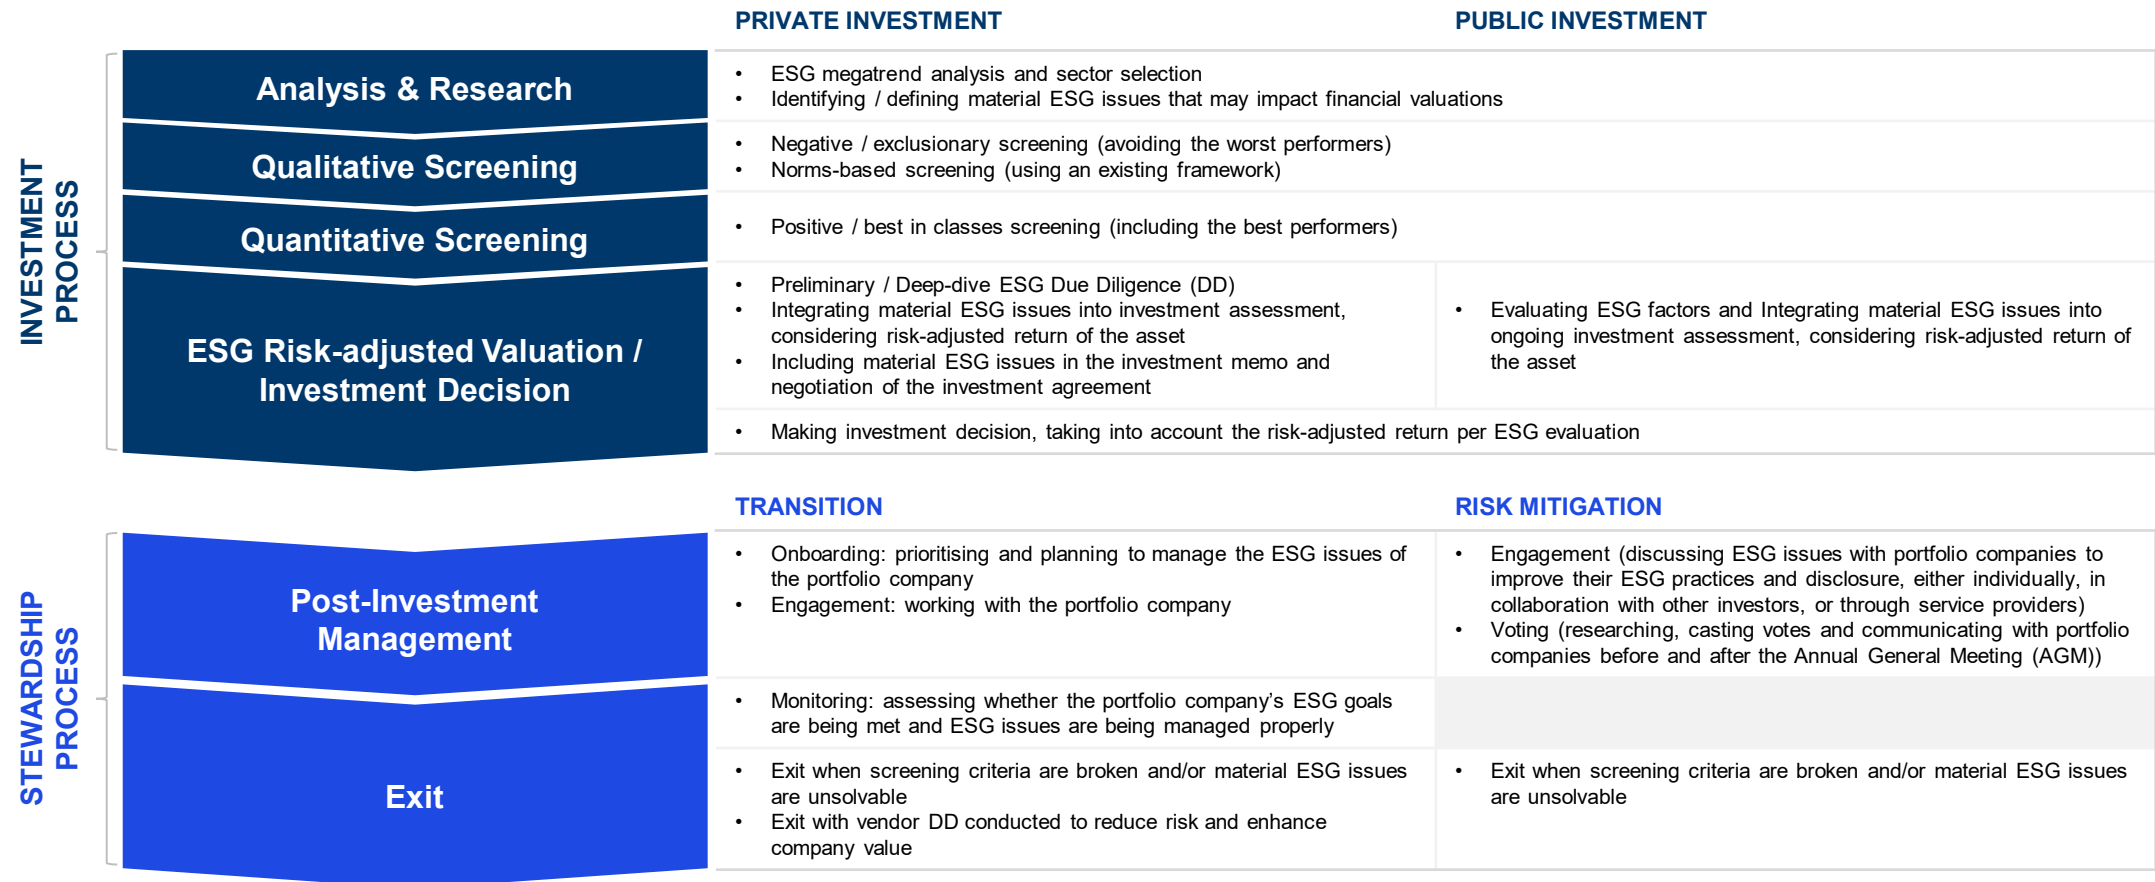 PRIVATE INVESTMENT
PUBLIC INVESTMENT
INVESTMENT
PROCESS
Analysis & Research
• ESG megatrend analysis and sector selection
• Identifying / defining material ESG issues that may impact financial valuations
Qualitative Screening
• Negative / exclusionary screening (avoiding the worst performers)
• Norms-based screening (using an existing framework)
Quantitative Screening
• Positive / best in classes screening (including the best performers)
ESG Risk-adjusted Valuation /
Investment Decision
• Preliminary / Deep-dive ESG Due Diligence (DD)
• Integrating material ESG issues into investment assessment,
considering risk-adjusted return of the asset
• Including material ESG issues in the investment memo and
negotiation of the investment agreement
• Evaluating ESG factors and Integrating material ESG issues into
ongoing investment assessment, considering risk-adjusted return of
the asset
• Making investment decision, taking into account the risk-adjusted return per ESG evaluation
TRANSITION
RISK MITIGATION
STEWARDSHIP
PROCESS
Post-Investment
Management
• Onboarding: prioritising and planning to manage the ESG issues of
the portfolio company
• Engagement: working with the portfolio company
• Engagement (discussing ESG issues with portfolio companies to
improve their ESG practices and disclosure, either individually, in
collaboration with other investors, or through service providers)
• Voting (researching, casting votes and communicating with portfolio
companies before and after the Annual General Meeting (AGM))
Exit
• Monitoring: assessing whether the portfolio company’s ESG goals
are being met and ESG issues are being managed properly
• Exit when screening criteria are broken and/or material ESG issues
are unsolvable
• Exit with vendor DD conducted to reduce risk and enhance
company value
• Exit when screening criteria are broken and/or material ESG issues
are unsolvable